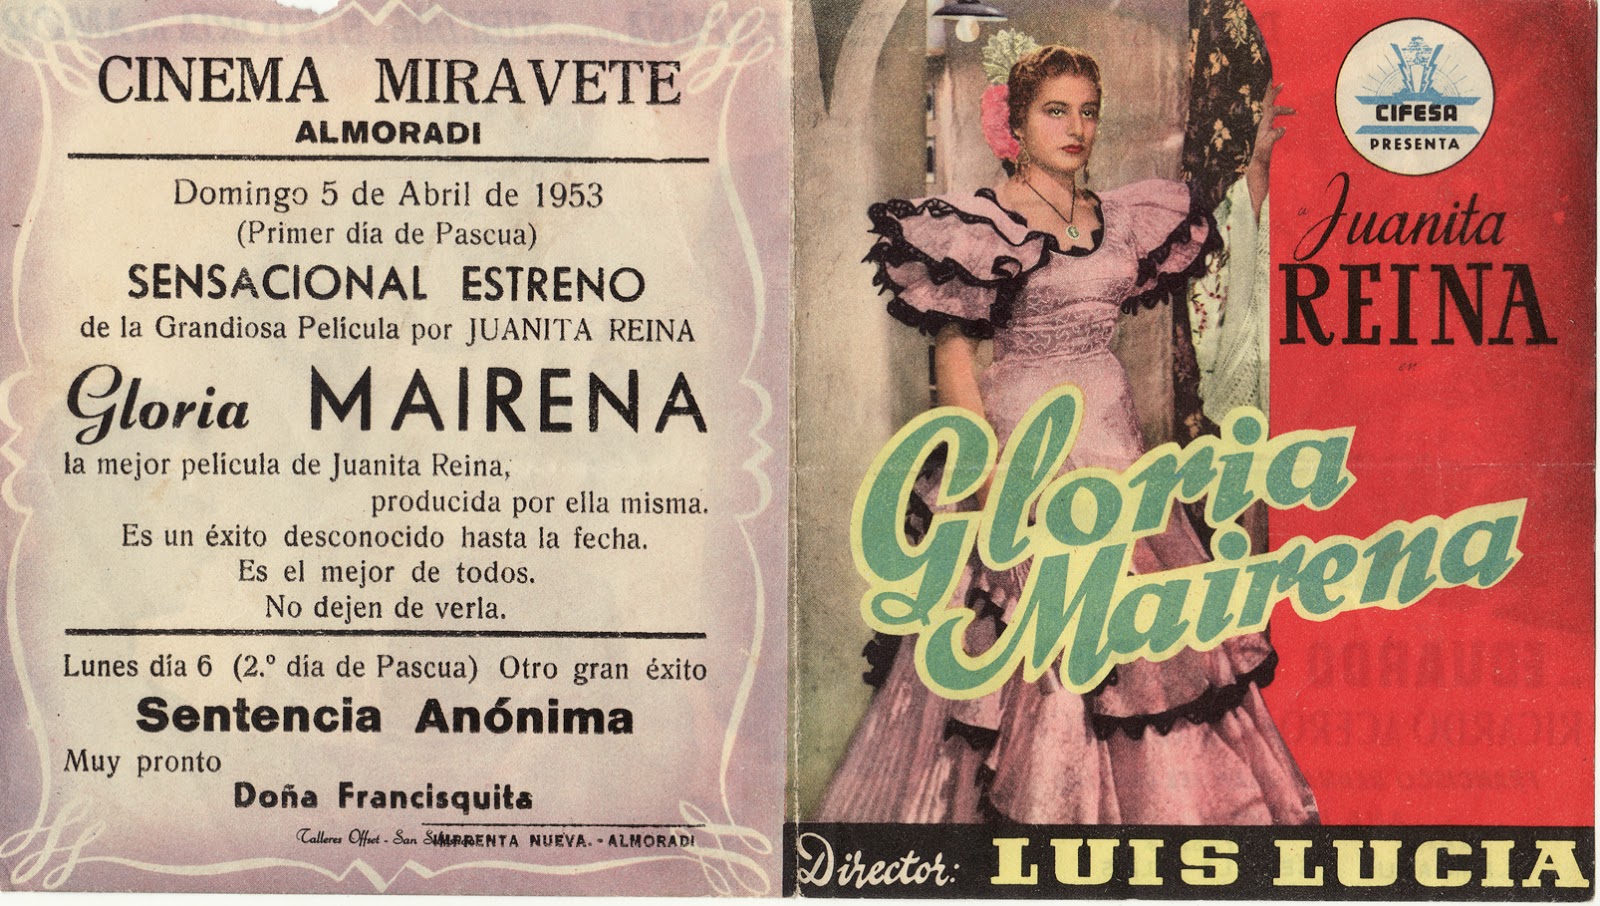 CINEMA MIRAVETE
ALMORADI
Domingo 5 de Abril de 1953
(Primer día de Pascua)
SENSACIONAL ESTRENO
de la Grandiosa Película por JUANITA REINA
Gloria MAIRENA
la mejor película de Juanita Reina,
producida por ella misma.
Es un éxito desconocido hasta la fecha.
Es el mejor de todos.
No dejen de verla.
Lunes día 6 (2.º día de Pascua) Otro gran éxito
Sentencia Anónima
Muy pronto
Doña Francisquita
Talleres Offset - San
IMPRENTA NUEVA. - ALMORADI
CIFESA
PRESENTA
a Juanita
REINA
en
Gloria
Mairena
Director: LUIS LUCIA